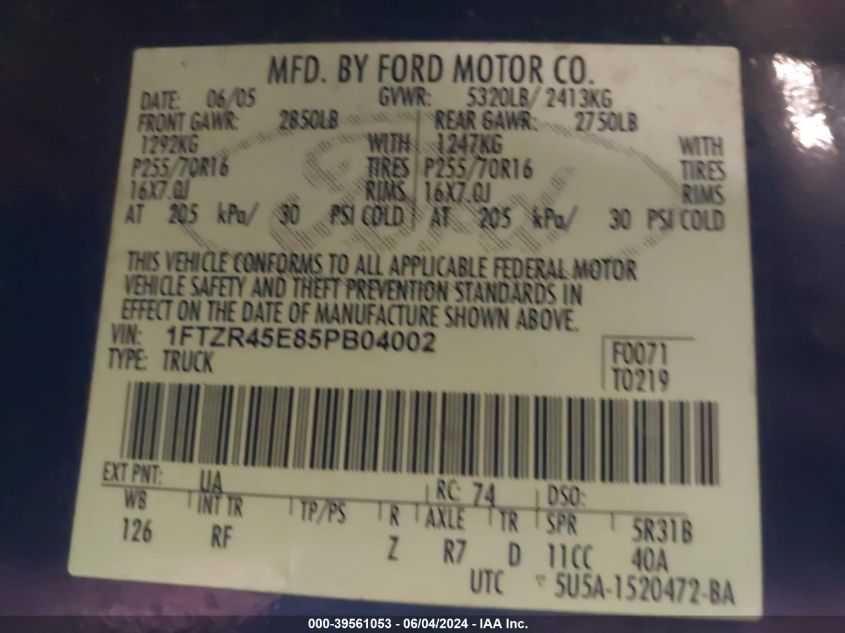 MFD. BY FORD MOTOR CO.
DATE: 06/05 GVWR: 5320LB/ 2413KG
FRONT GAWR: 2850LB REAR GAWR: 2750LB
1292KG WITH 1247KG WITH
P255/70R16 TIRES P255/70R16 TIRES
16X7.0J RIMS 16X7.0J RIMS
AT 205 kPa/ 30 PSI COLD AT 205 kPa/ 30 PSI COLD
THIS VEHICLE CONFORMS TO ALL APPLICABLE FEDERAL MOTOR
VEHICLE SAFETY AND THEFT PREVENTION STANDARDS IN
EFFECT ON THE DATE OF MANUFACTURE SHOWN ABOVE.
VIN: 1FTZR45E85PB04002
TYPE: TRUCK
F0071
T0219
EXT PNT: UA RC: 74 DSO:
WB INT TR TP/PS R AXLE TR SPR 5R31B
126 RF Z R7 D 11CC 40A
UTC ▽ 5U5A-1520472-BA
000-39561053 - 06/04/2024 - IAA Inc.